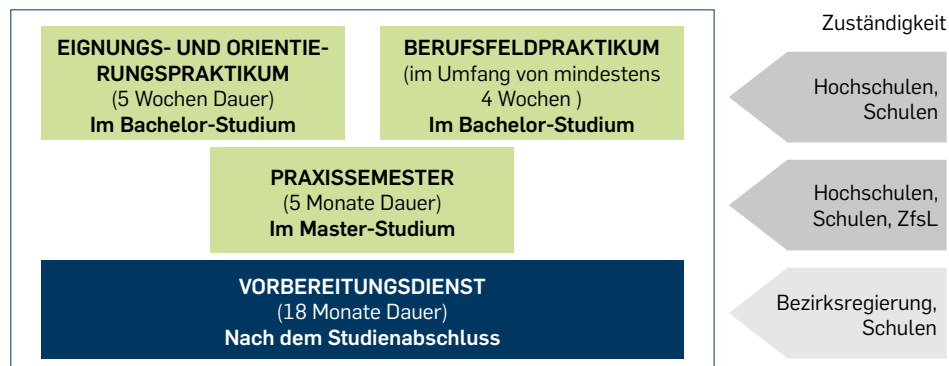 Zuständigkeit
EIGNUNGS- UND ORIENTIE-
RUNGSPRAKTIKUM
(5 Wochen Dauer)
Im Bachelor-Studium
BERUFSFELDPRAKTIKUM
(im Umfang von mindestens
4 Wochen )
Im Bachelor-Studium
Hochschulen,
Schulen
PRAXISSEMESTER
(5 Monate Dauer)
Im Master-Studium
Hochschulen,
Schulen, ZfsL
VORBEREITUNGSDIENST
(18 Monate Dauer)
Nach dem Studienabschluss
Bezirksregierung,
Schulen